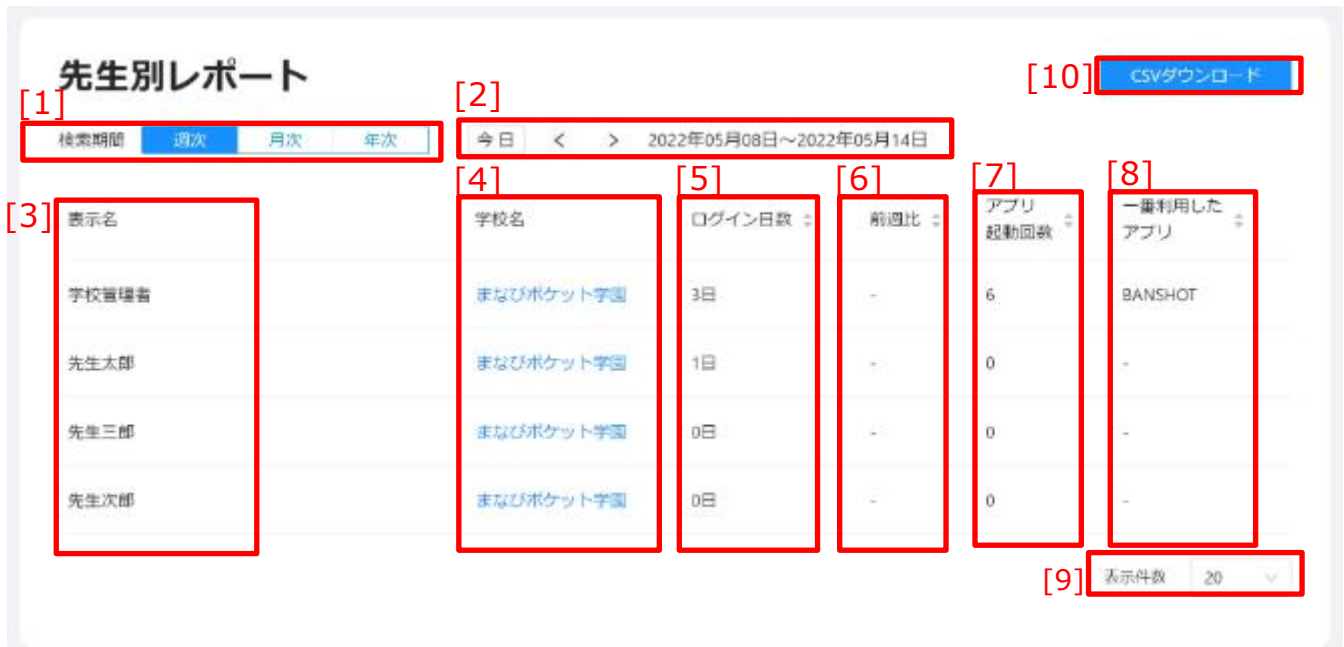 先生別レポート
[10] CSVダウンロード
[1] [2]
検索期間 週次 月次 年次 今日 < > 2022年05月08日~2022年05月14日
[3] [4] [5] [6] [7] [8]
表示名 学校名 ログイン日数 前週比 アプリ 起動回数 一番利用した アプリ
学校管理者 まなびポケット学園 3日 - 6 BANSHOT
先生太郎 まなびポケット学園 1日 - 0 -
先生三郎 まなびポケット学園 0日 - 0 -
先生次郎 まなびポケット学園 0日 - 0 -
[9] 表示件数 20